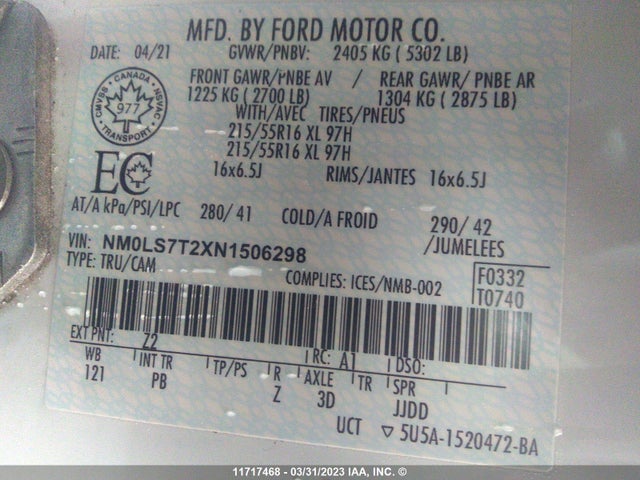 MFD. BY FORD MOTOR CO.
DATE: 04/21 GVWR/PNBV: 2405 KG ( 5302 LB)
FRONT GAWR/PNBE AV / REAR GAWR/ PNBE AR
1225 KG ( 2700 LB) 1304 KG ( 2875 LB)
WITH/AVEC TIRES/PNEUS
215/55R16 XL 97H
215/55R16 XL 97H
16x6.5J RIMS/JANTES 16x6.5J
CMVSS CANADA NSVAC
977
TRANSPORT
EC
AT/A kPa/PSI/LPC 280/ 41 COLD/A FROID 290/ 42
/JUMELEES
VIN: NM0LS7T2XN1506298
TYPE: TRU/CAM COMPLIES: ICES/NMB-002
F0332
T0740
EXT PNT: Z2 RC: A1 DSO:
WB INT TR TP/PS R AXLE TR SPR
121 PB Z 3D JJDD
UCT 5U5A-1520472-BA
11717468 - 03/31/2023 IAA, INC. ©